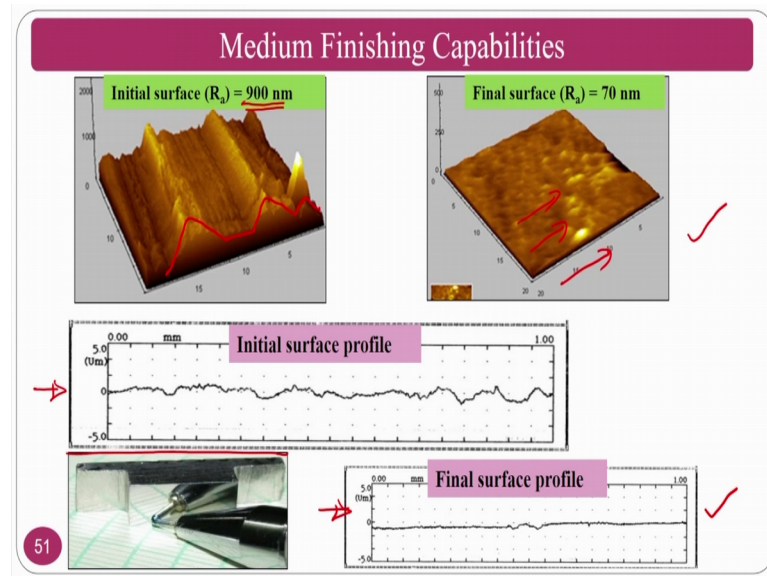 Medium Finishing Capabilities
Initial surface (Ra) = 900 nm
2000
1000
0
10
15
10
5
Final surface (Ra) = 70 nm
500
250
0
0
5
10
15
20
20
15
10
5
Initial surface profile
0.00 mm 1.00
5.0
(Um)
0
-5.0
Final surface profile
0.00 mm 1.00
5.0
(Um)
0
-5.0
51